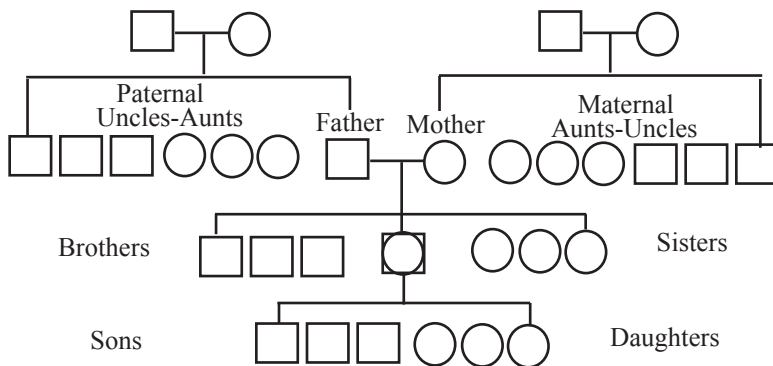 Paternal
Uncles-Aunts
Father
Mother
Maternal
Aunts-Uncles
Brothers
Sisters
Sons
Daughters